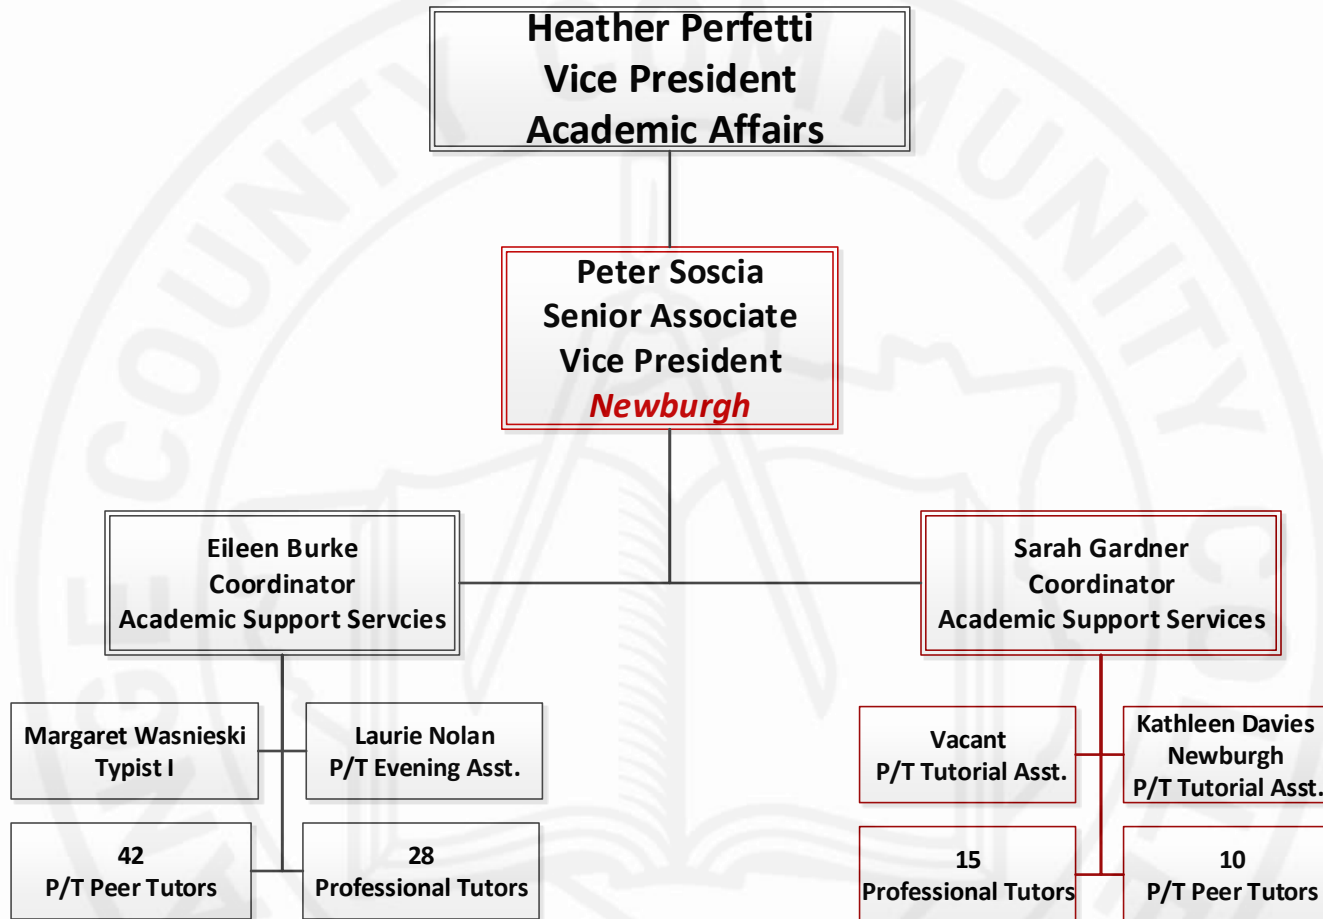 Heather Perfetti
Vice President
Academic Affairs
Peter Soscia
Senior Associate
Vice President
Newburgh
Eileen Burke
Coordinator
Academic Support Servcies
Sarah Gardner
Coordinator
Academic Support Services
Margaret Wasnieski
Typist I
Laurie Nolan
P/T Evening Asst.
Vacant
P/T Tutorial Asst.
Kathleen Davies
Newburgh
P/T Tutorial Asst.
42
P/T Peer Tutors
28
Professional Tutors
15
Professional Tutors
10
P/T Peer Tutors
COUNTY COMMUNITY